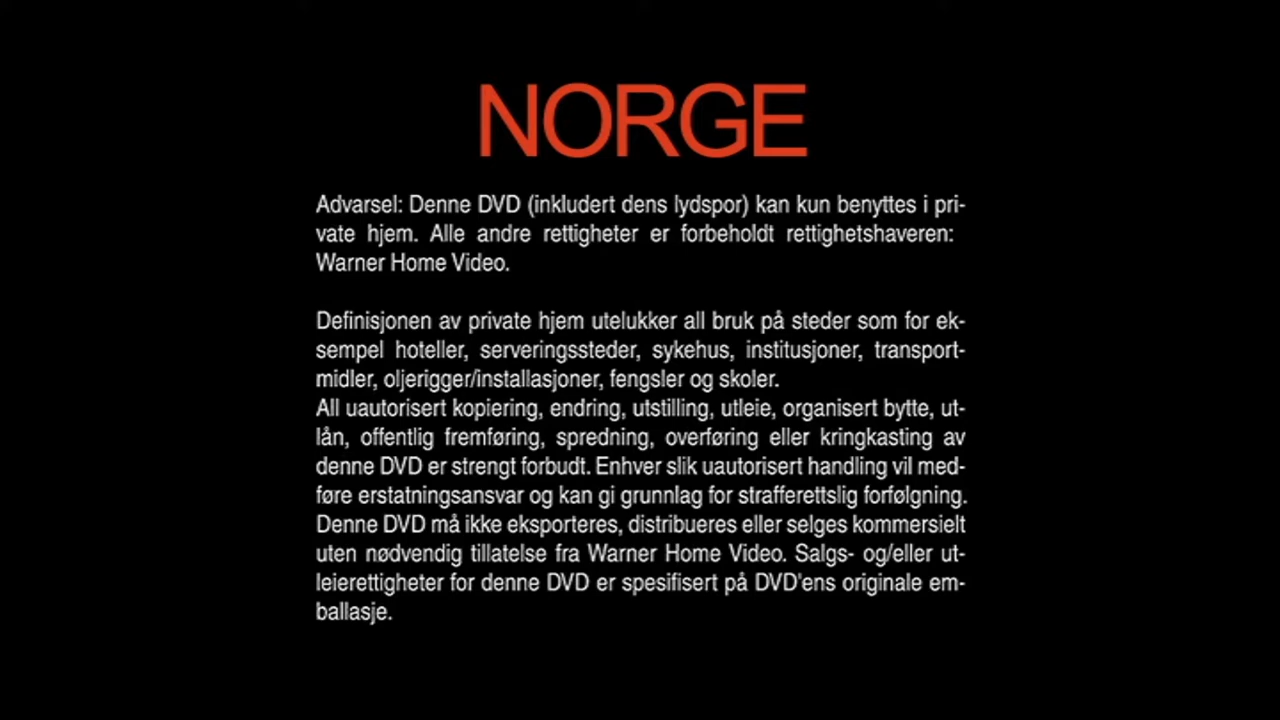 NORGE
Advarsel: Denne DVD (inkludert dens lydspor) kan kun benyttes i pri-
vate hjem. Alle andre rettigheter er forbeholdt rettighetshaveren:
Warner Home Video.
Definisjonen av private hjem utelukker all bruk på steder som for ek-
sempel hoteller, serveringssteder, sykehus, institusjoner, transport-
midler, oljerigger/installasjoner, fengsler og skoler.
All uautorisert kopiering, endring, utstilling, utleie, organisert bytte, ut-
lån, offentlig fremføring, spredning, overføring eller kringkasting av
denne DVD er strengt forbudt. Enhver slik uautorisert handling vil med-
føre erstatningsansvar og kan gi grunnlag for strafferettslig forfølgning.
Denne DVD må ikke eksporteres, distribueres eller selges kommersielt
uten nødvendig tillatelse fra Warner Home Video. Salgs- og/eller ut-
leierettigheter for denne DVD er spesifisert på DVD'ens originale em-
ballasje.